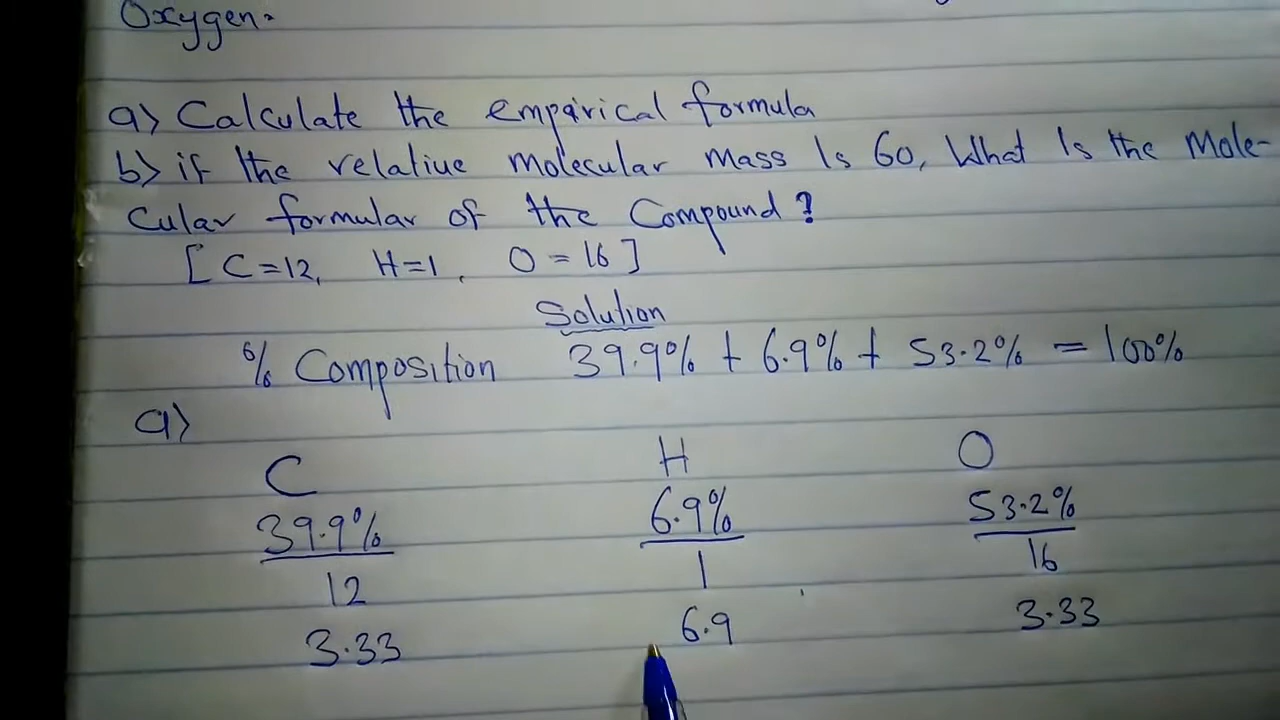 Oxygen.
a) Calculate the empirical formula
b) if the relative molecular mass Is 60, What Is the Mole-
cular formular of the Compound?
[C=12, H=1, O=16]
Solution
% Composition 39.9% + 6.9% + 53.2% = 100%
a)
C H O
39.9% 6.9% 53.2%
12 1 16
3.33 6.9 3.33